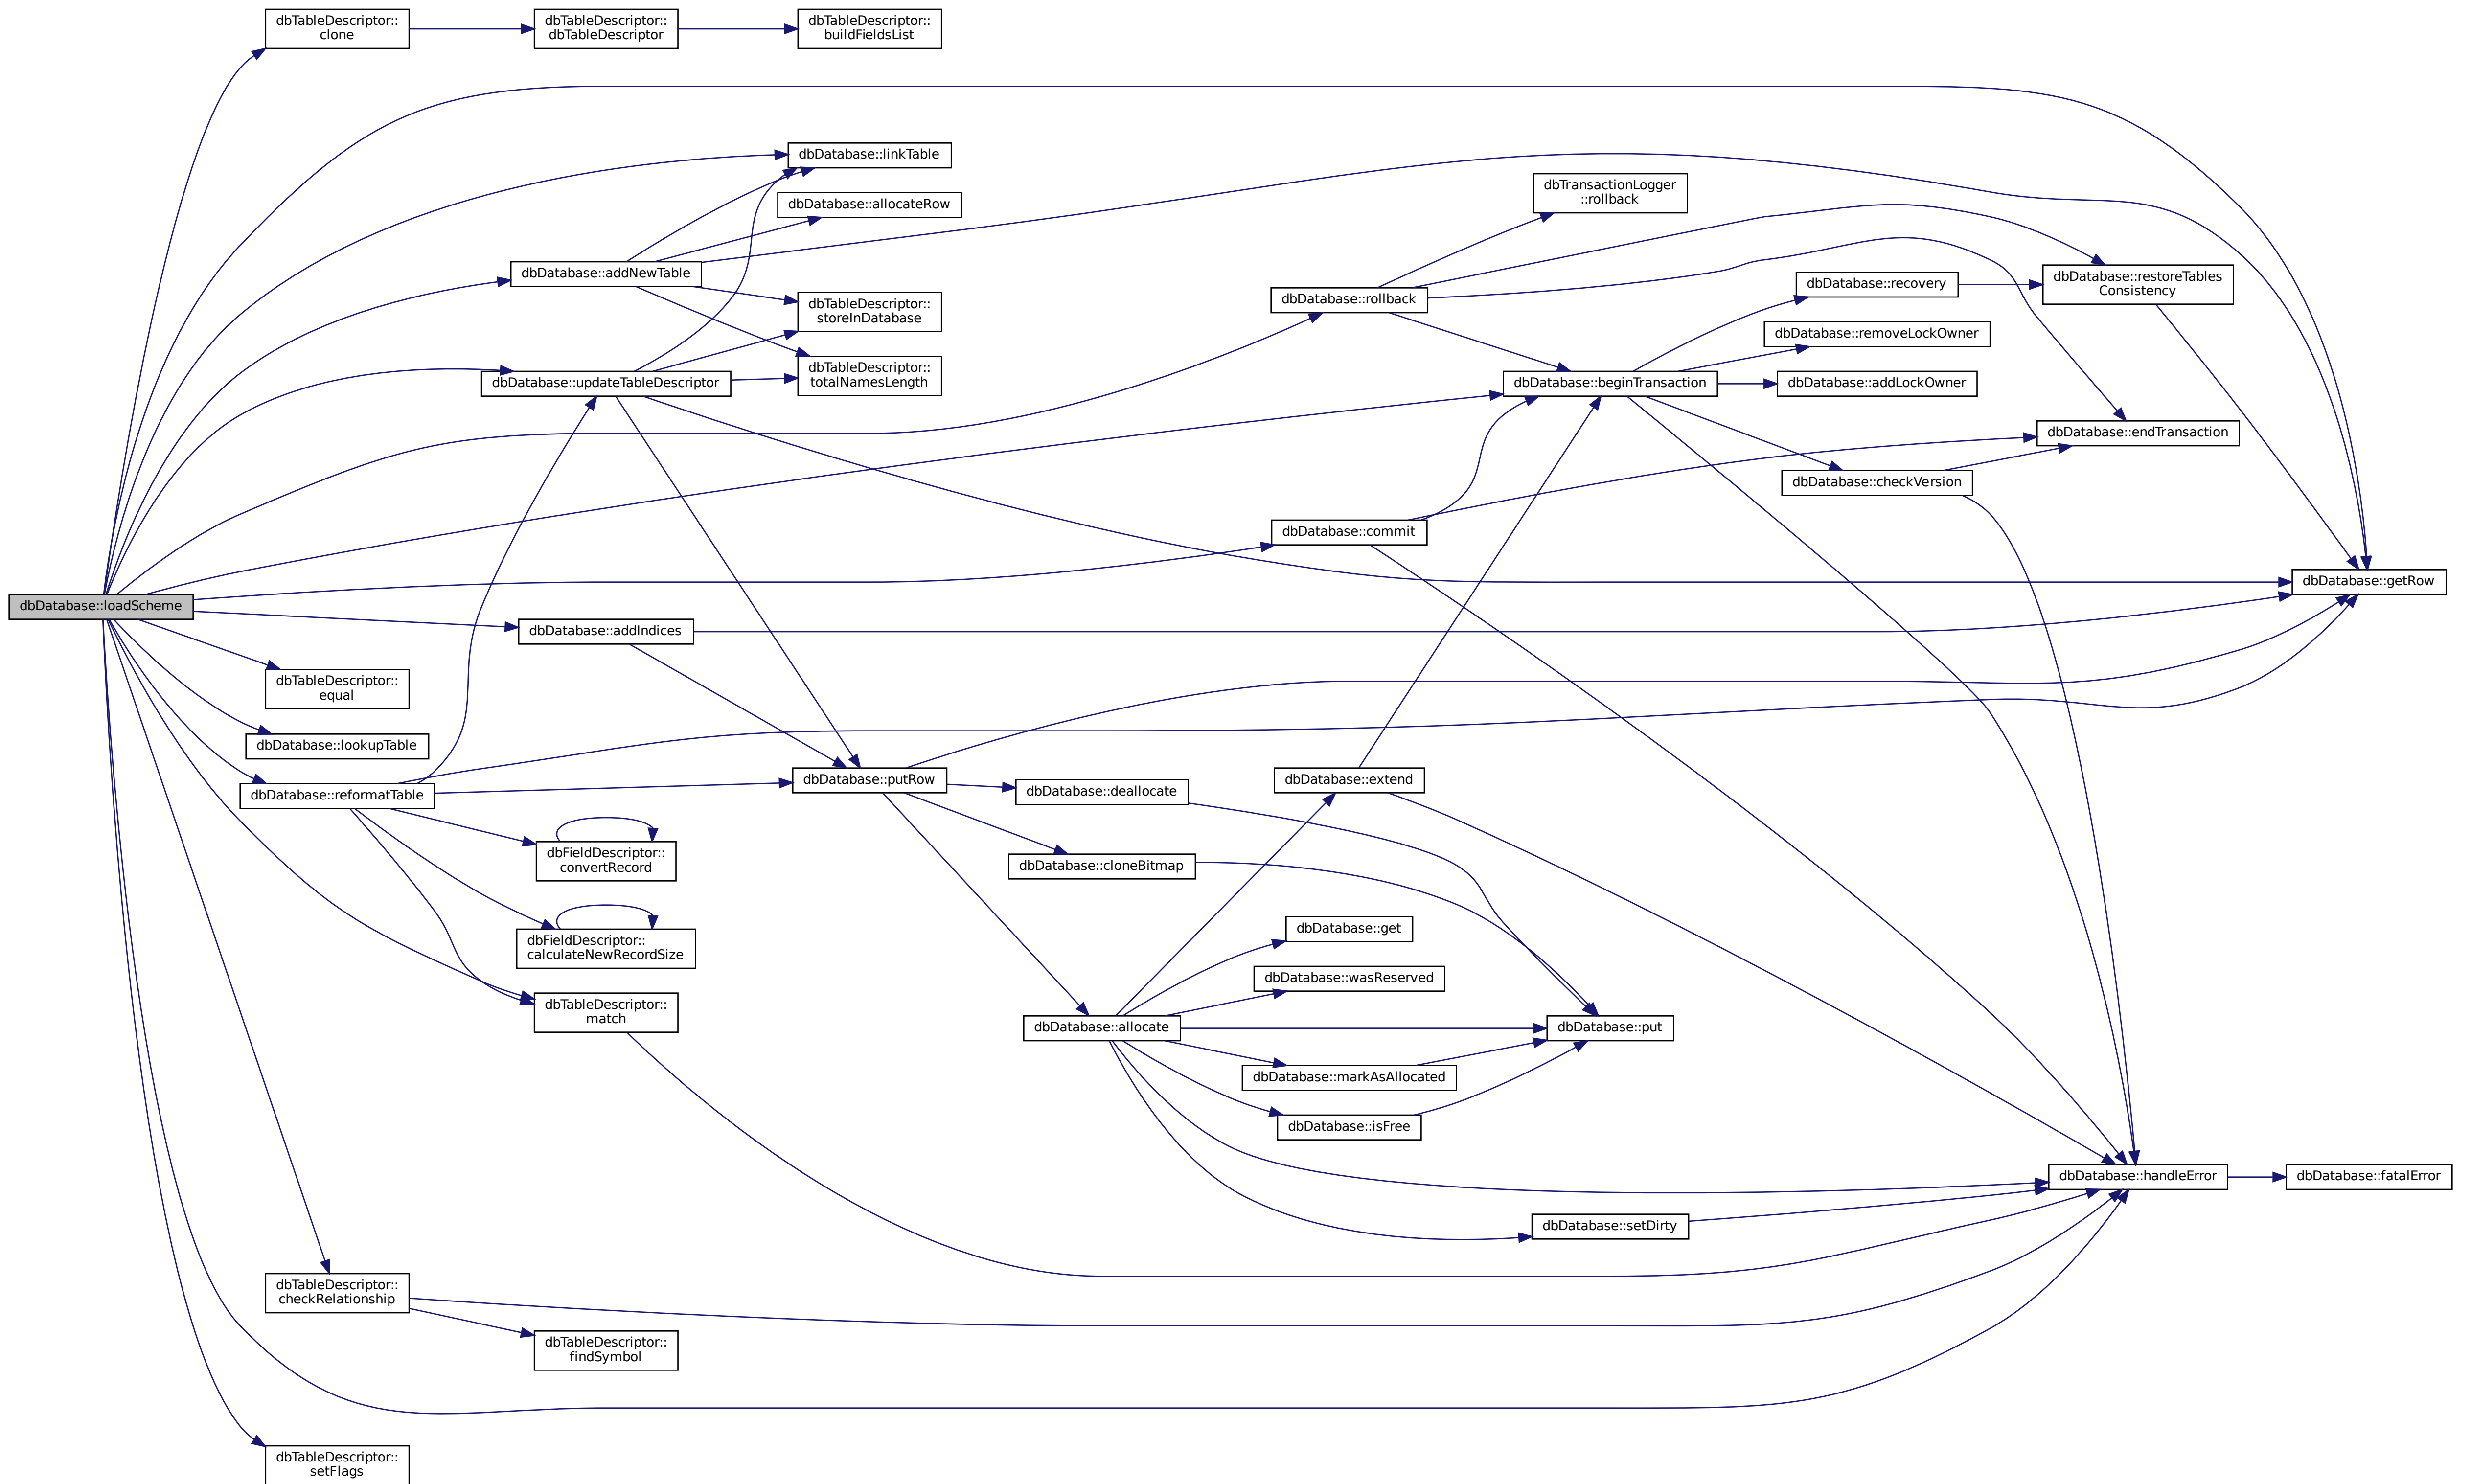 dbTableDescriptor::
clone
dbTableDescriptor::
dbTableDescriptor
dbTableDescriptor::
buildFieldsList
dbDatabase::linkTable
dbDatabase::allocateRow
dbTransactionLogger
::rollback
dbDatabase::addNewTable
dbTableDescriptor::
storeInDatabase
dbDatabase::rollback
dbDatabase::recovery
dbDatabase::restoreTables
Consistency
dbDatabase::removeLockOwner
dbDatabase::updateTableDescriptor
dbTableDescriptor::
totalNamesLength
dbDatabase::beginTransaction
dbDatabase::addLockOwner
dbDatabase::endTransaction
dbDatabase::checkVersion
dbDatabase::commit
dbDatabase::getRow
dbDatabase::loadScheme
dbDatabase::addIndices
dbTableDescriptor::
equal
dbDatabase::lookupTable
dbDatabase::reformatTable
dbDatabase::putRow
dbDatabase::deallocate
dbDatabase::extend
dbFieldDescriptor::
convertRecord
dbDatabase::cloneBitmap
dbDatabase::get
dbFieldDescriptor::
calculateNewRecordSize
dbDatabase::wasReserved
dbTableDescriptor::
match
dbDatabase::allocate
dbDatabase::put
dbDatabase::markAsAllocated
dbDatabase::isFree
dbDatabase::handleError
dbDatabase::fatalError
dbDatabase::setDirty
dbTableDescriptor::
checkRelationship
dbTableDescriptor::
findSymbol
dbTableDescriptor::
setFlags